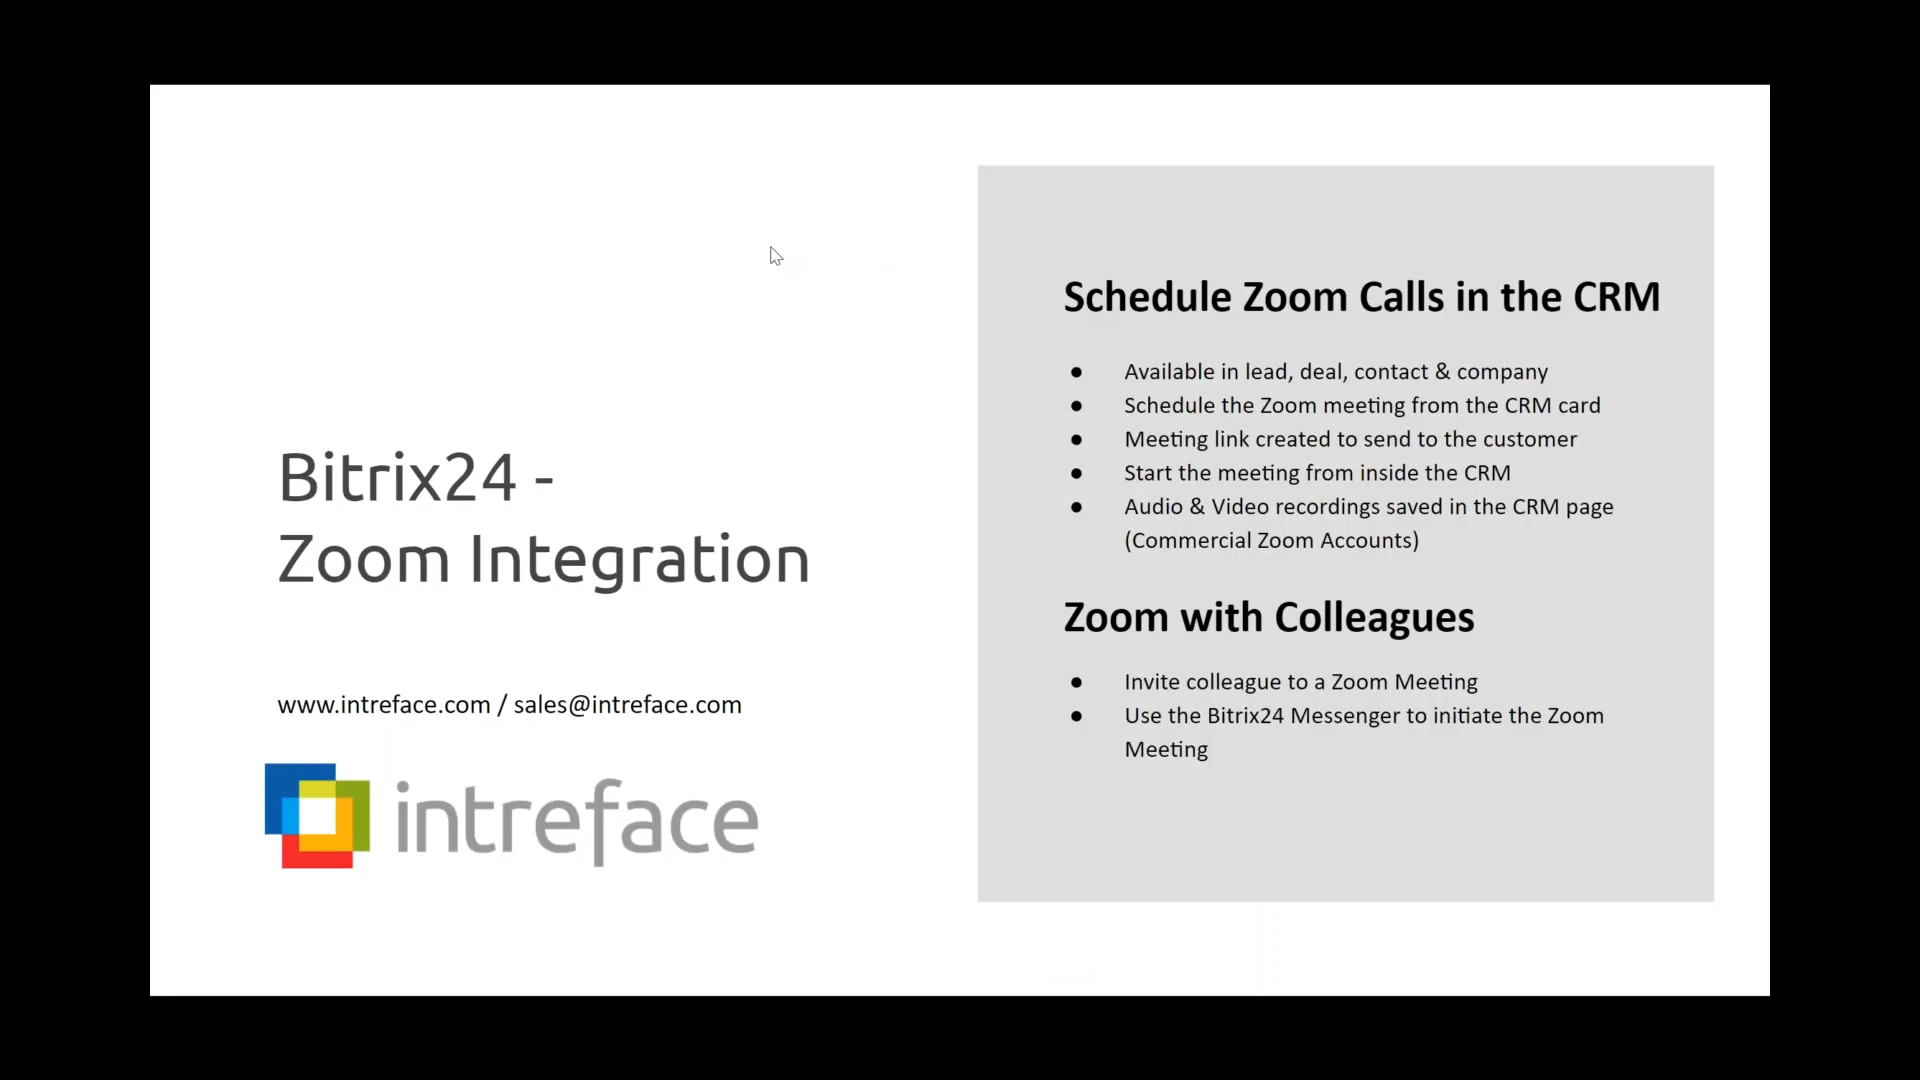 Bitrix24 -
Zoom Integration
www.intreface.com / sales@intreface.com
intreface
Schedule Zoom Calls in the CRM
● Available in lead, deal, contact & company
● Schedule the Zoom meeting from the CRM card
● Meeting link created to send to the customer
● Start the meeting from inside the CRM
● Audio & Video recordings saved in the CRM page
(Commercial Zoom Accounts)
Zoom with Colleagues
● Invite colleague to a Zoom Meeting
● Use the Bitrix24 Messenger to initiate the Zoom
Meeting